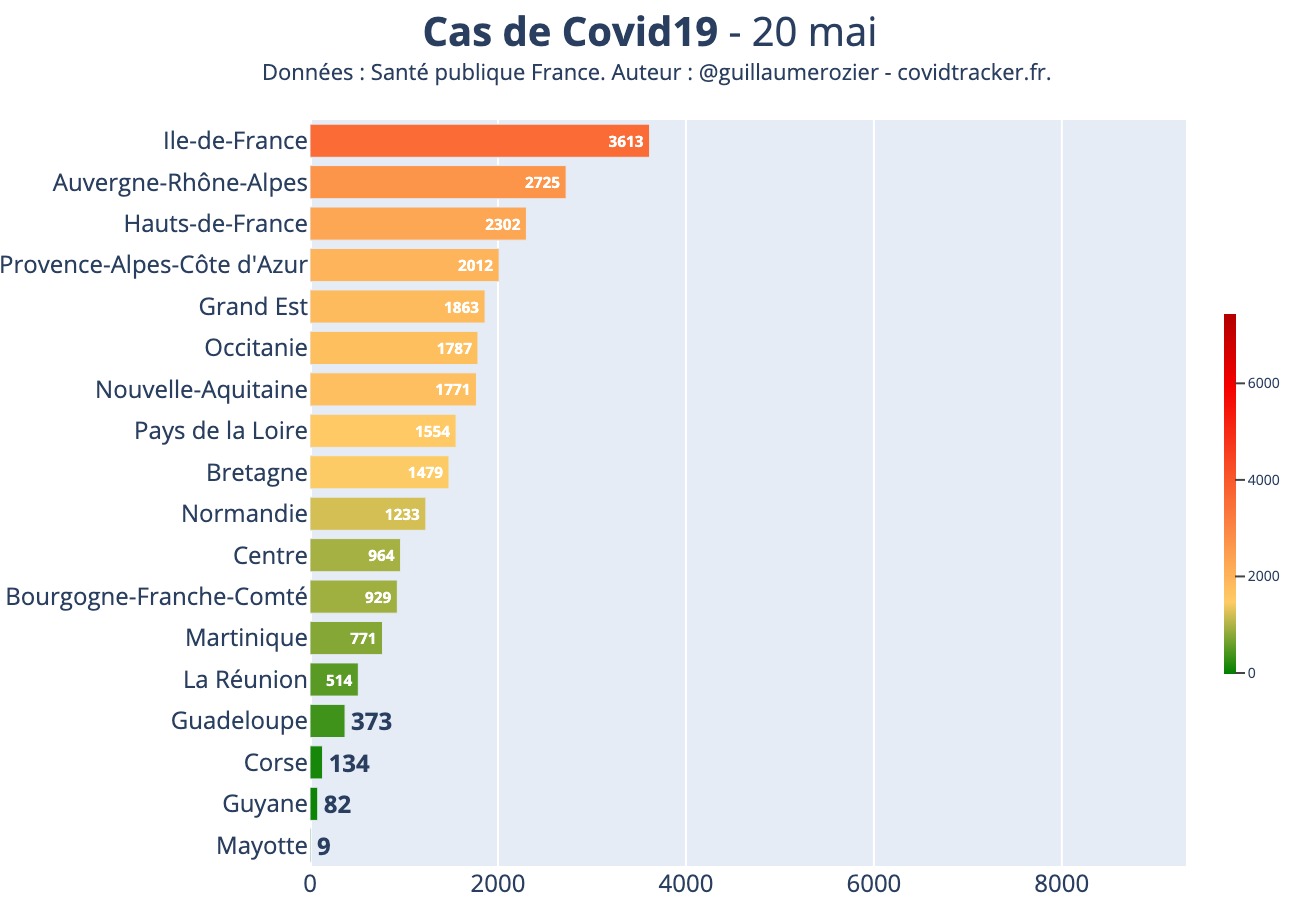 Cas de Covid19 - 20 mai
Données : Santé publique France. Auteur : @guillaumerozier - covidtracker.fr.
Ile-de-France 3613
Auvergne-Rhône-Alpes 2725
Hauts-de-France 2302
Provence-Alpes-Côte d'Azur 2012
Grand Est 1863
Occitanie 1787
Nouvelle-Aquitaine 1771
Pays de la Loire 1554
Bretagne 1479
Normandie 1233
Centre 964
Bourgogne-Franche-Comté 929
Martinique 771
La Réunion 514
Guadeloupe 373
Corse 134
Guyane 82
Mayotte 9
0 2000 4000 6000 8000
6000
4000
2000
0